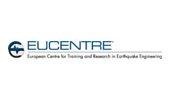 EUCENTRE®
European Centre for Training and Research in Earthquake Engineering